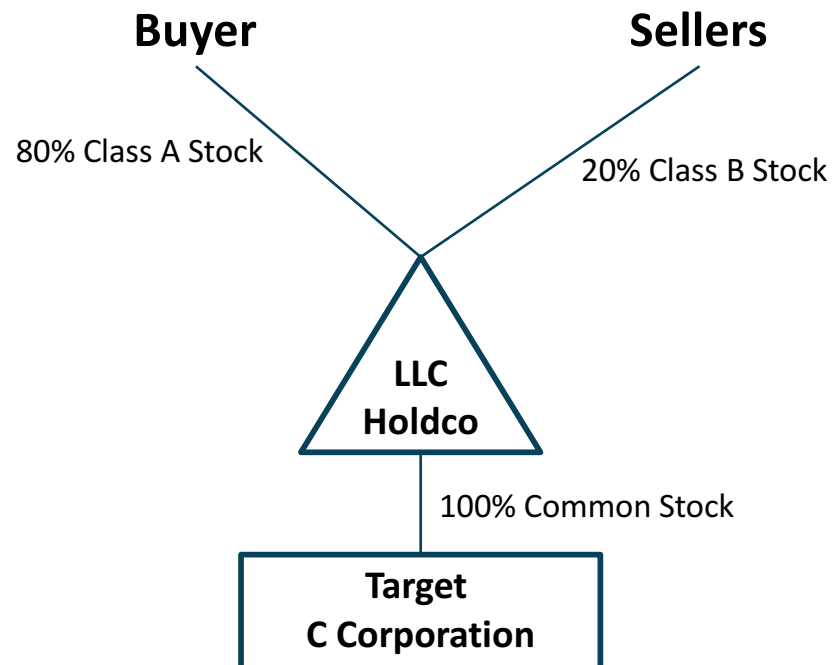 Buyer
Sellers
80% Class A Stock
20% Class B Stock
LLC
Holdco
100% Common Stock
Target
C Corporation